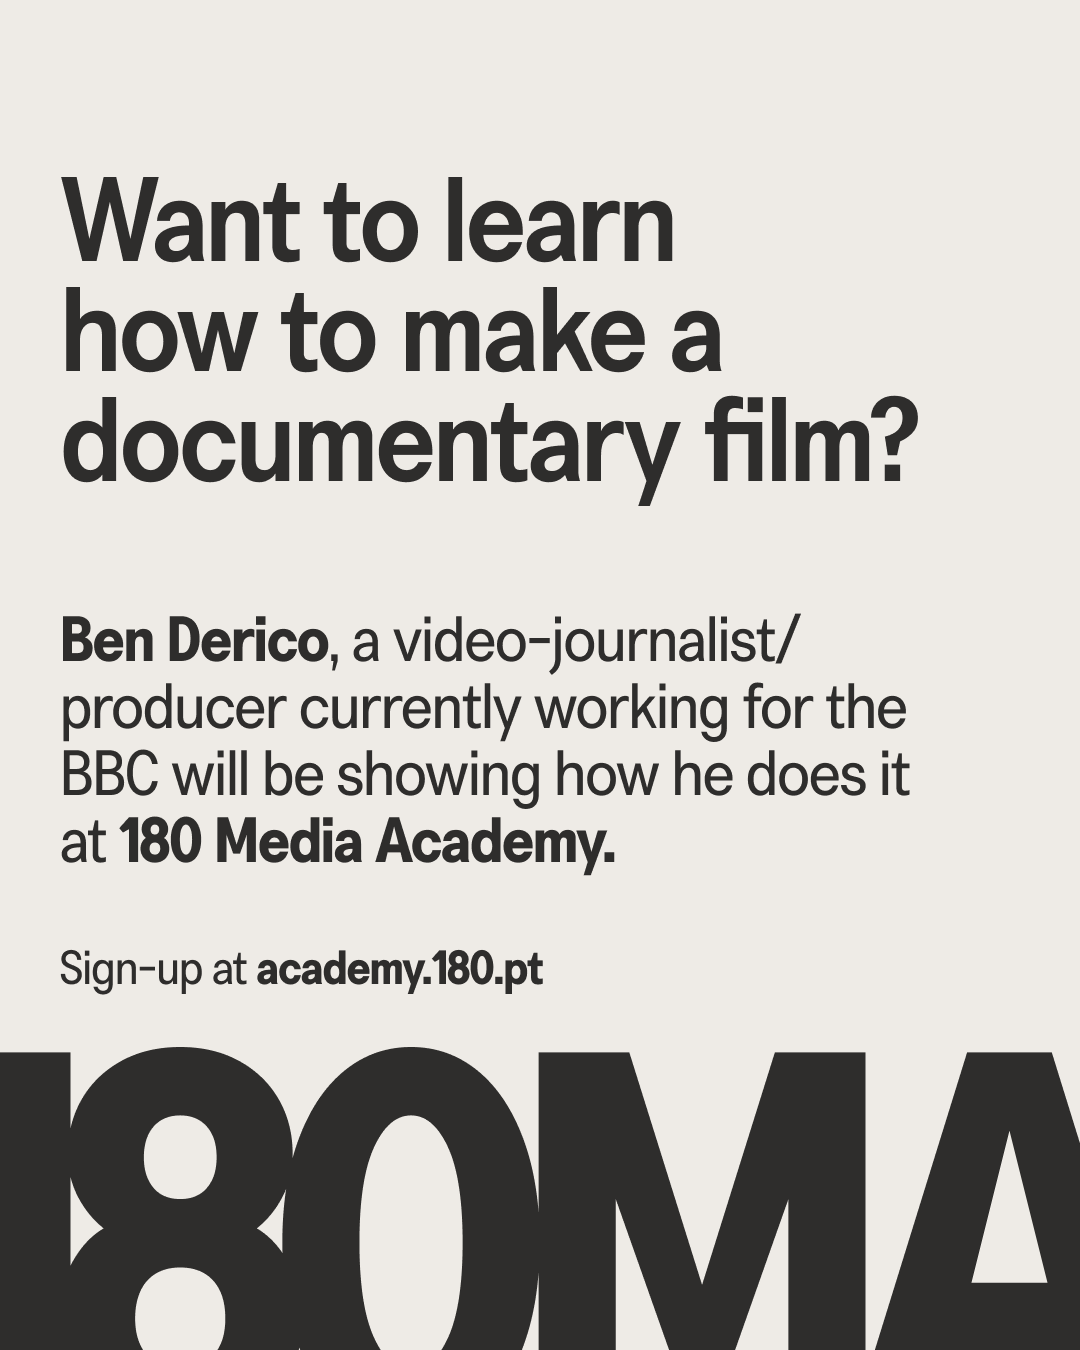 Want to learn
how to make a
documentary film?
Ben Derico, a video-journalist/
producer currently working for the
BBC will be showing how he does it
at 180 Media Academy.
Sign-up at academy.180.pt
180MA